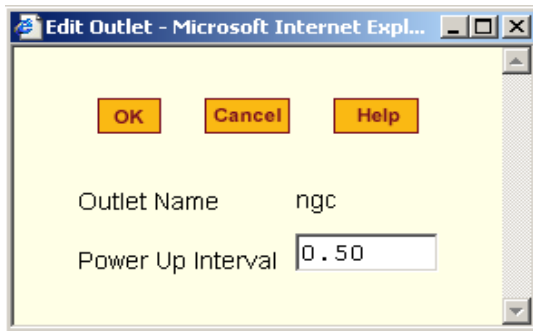 Edit Outlet - Microsoft Internet Expl...
OK Cancel Help
Outlet Name ngc
Power Up Interval 0.50